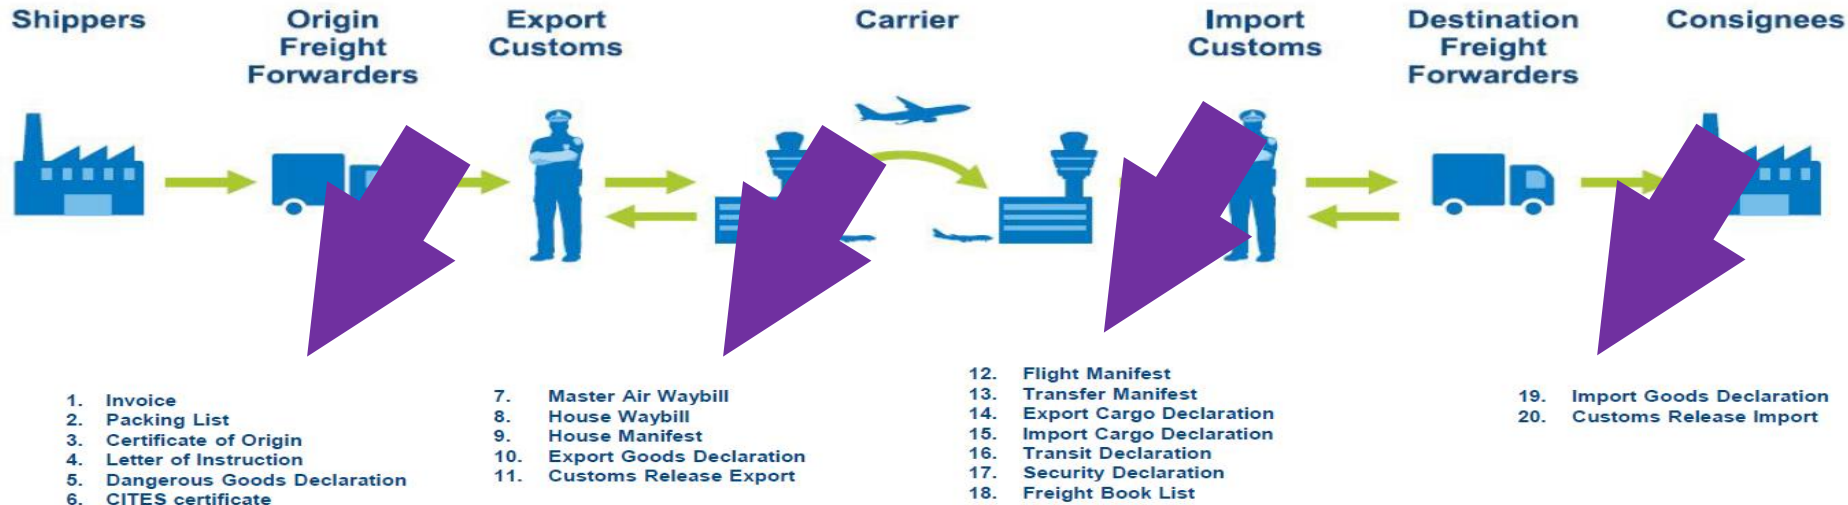 Shippers
Origin
Freight
Forwarders
Export
Customs
Carrier
Import
Customs
Destination
Freight
Forwarders
Consignees
1. Invoice
2. Packing List
3. Certificate of Origin
4. Letter of Instruction
5. Dangerous Goods Declaration
6. CITES certificate
7. Master Air Waybill
8. House Waybill
9. House Manifest
10. Export Goods Declaration
11. Customs Release Export
12. Flight Manifest
13. Transfer Manifest
14. Export Cargo Declaration
15. Import Cargo Declaration
16. Transit Declaration
17. Security Declaration
18. Freight Book List
19. Import Goods Declaration
20. Customs Release Import